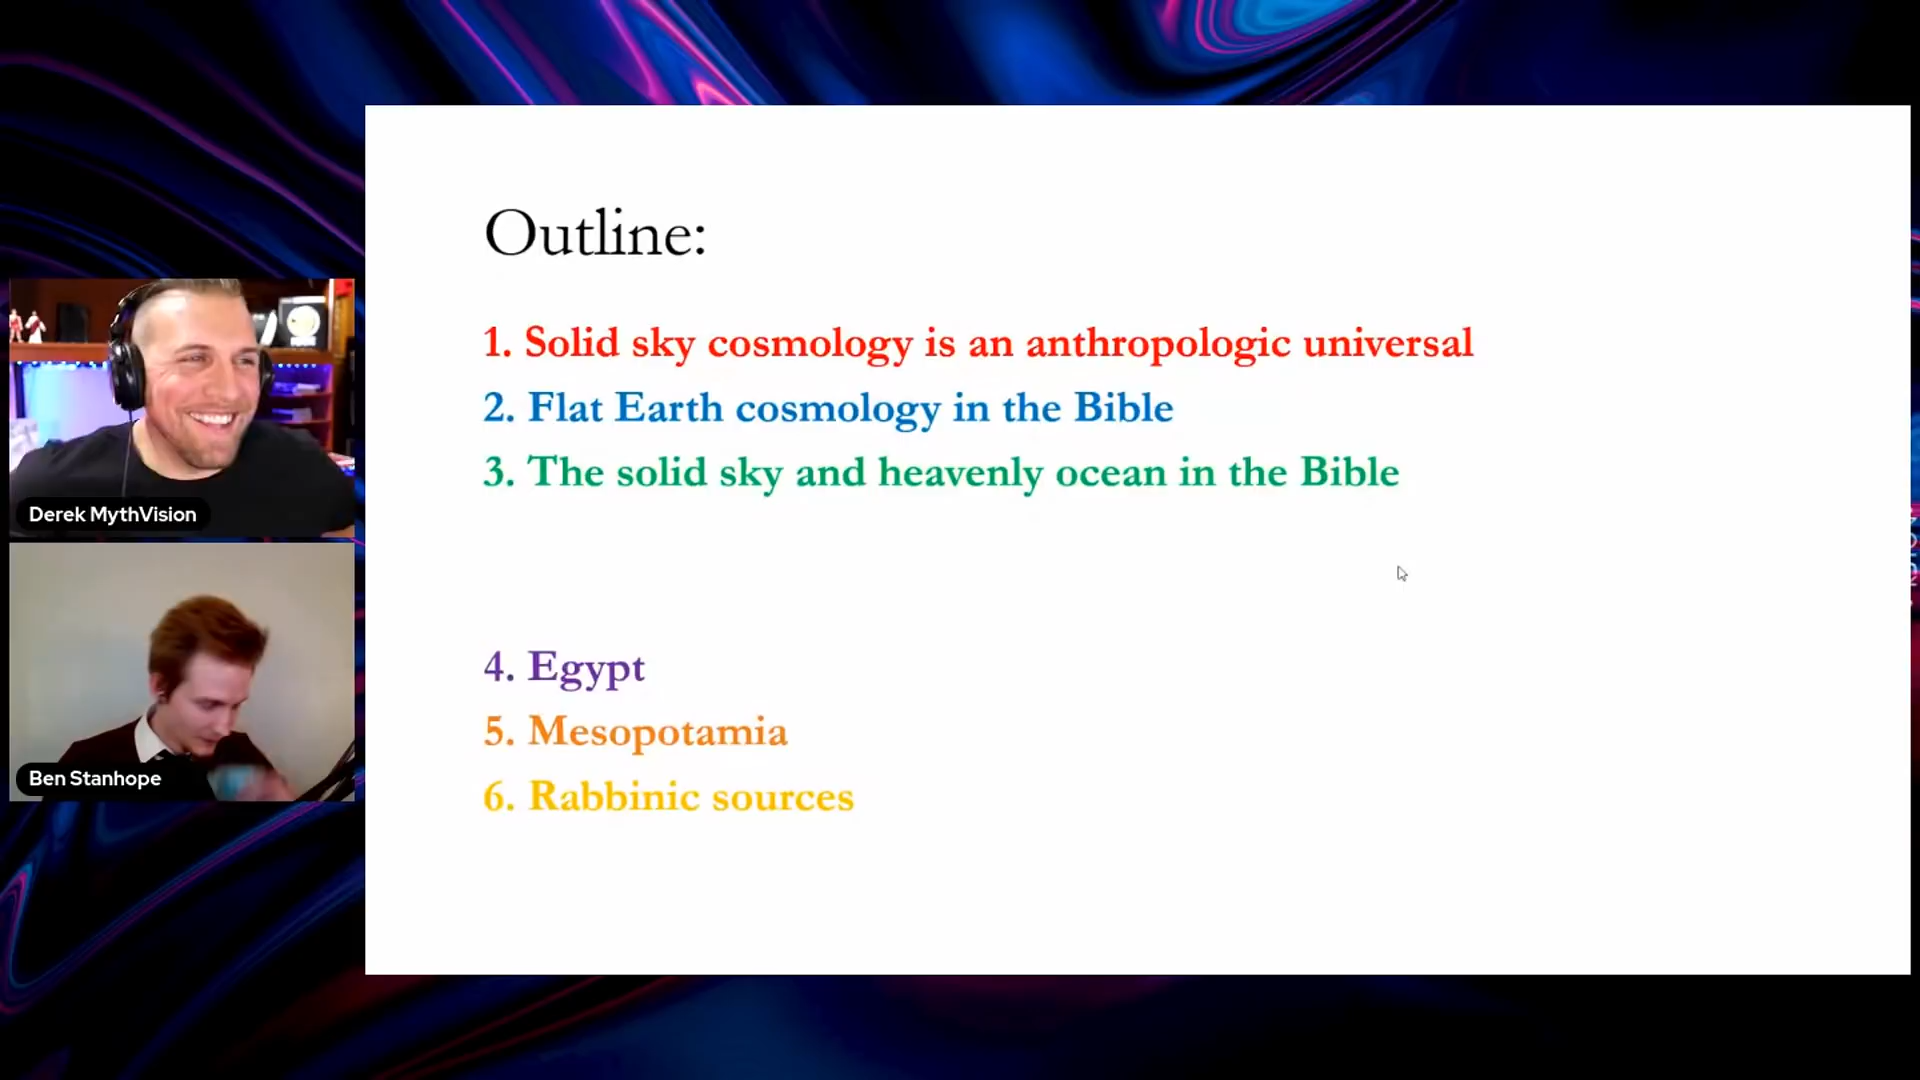 Outline:
1. Solid sky cosmology is an anthropologic universal
2. Flat Earth cosmology in the Bible
3. The solid sky and heavenly ocean in the Bible
4. Egypt
5. Mesopotamia
6. Rabbinic sources
Derek MythVision
Ben Stanhope